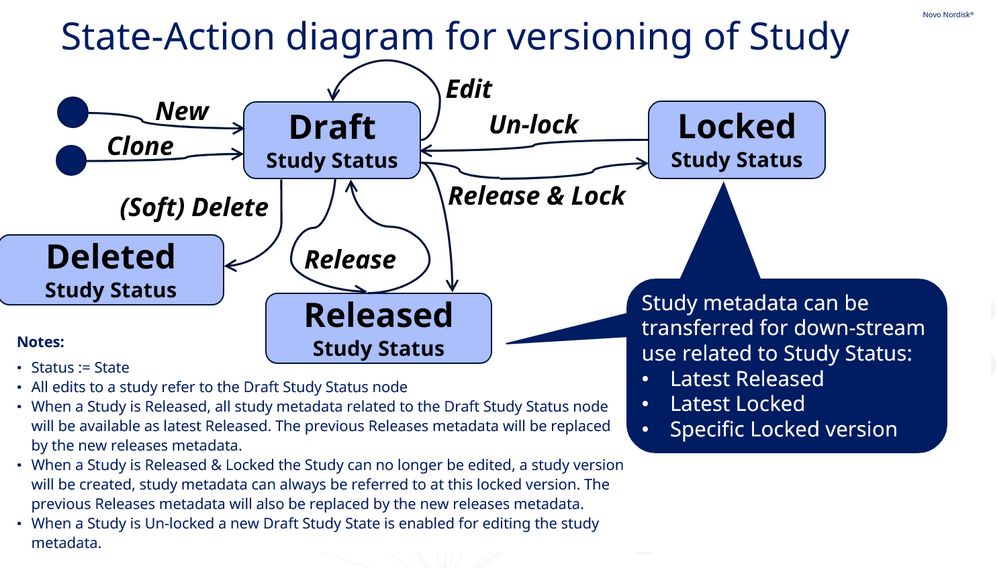 Novo Nordisk®
State-Action diagram for versioning of Study
Edit
New
Clone
Draft
Study Status
Un-lock
Locked
Study Status
Release & Lock
(Soft) Delete
Deleted
Study Status
Release
Released
Study Status
Study metadata can be
transferred for down-stream
use related to Study Status:
• Latest Released
• Latest Locked
• Specific Locked version
Notes:
• Status := State
• All edits to a study refer to the Draft Study Status node
• When a Study is Released, all study metadata related to the Draft Study Status node
will be available as latest Released. The previous Releases metadata will be replaced
by the new releases metadata.
• When a Study is Released & Locked the Study can no longer be edited, a study version
will be created, study metadata can always be referred to at this locked version. The
previous Releases metadata will also be replaced by the new releases metadata.
• When a Study is Un-locked a new Draft Study State is enabled for editing the study
metadata.